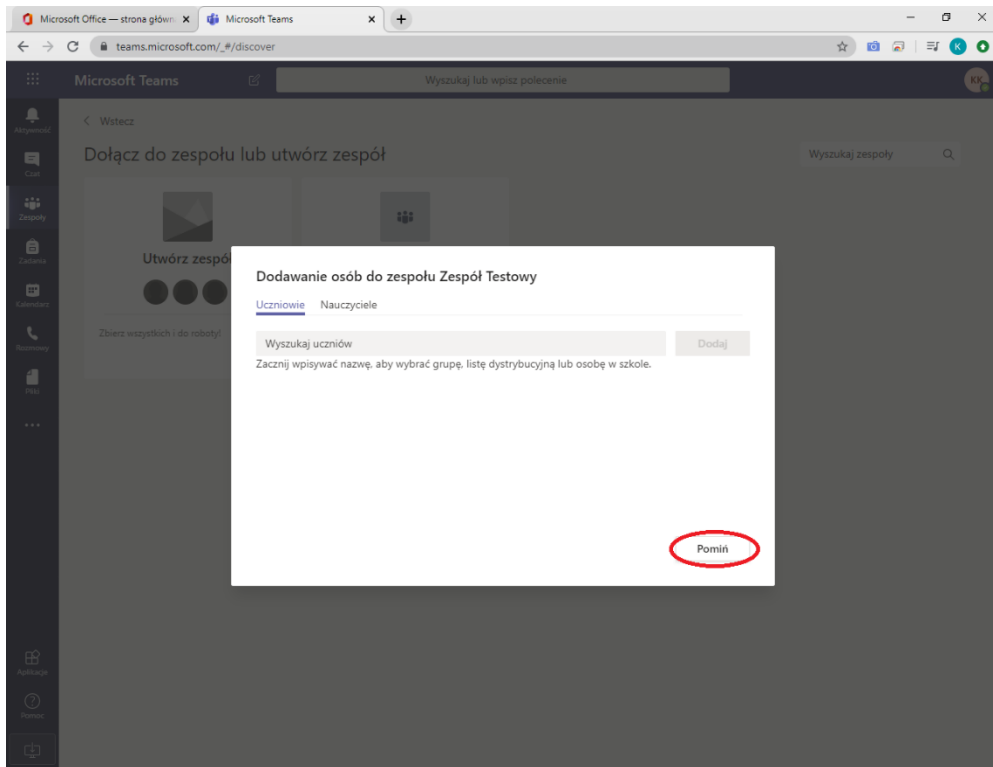 Microsoft Office — strona główn
Microsoft Teams
teams.microsoft.com/_#/discover
K
Microsoft Teams
Wyszukaj lub wpisz polecenie
KK
Aktywność
< Wstecz
Dołącz do zespołu lub utwórz zespół
Wyszukaj zespoły
Czat
Zespoły
Zadania
Kalendarz
Rozmowy
Pliki
Utwórz zespó
Zbierz wszystkich i do roboty!
Dodawanie osób do zespołu Zespół Testowy
Uczniowie Nauczyciele
Wyszukaj uczniów
Dodaj
Zacznij wpisywać nazwę, aby wybrać grupę, listę dystrybucyjną lub osobę w szkole.
Pomiń
Aplikacje
Pomoc